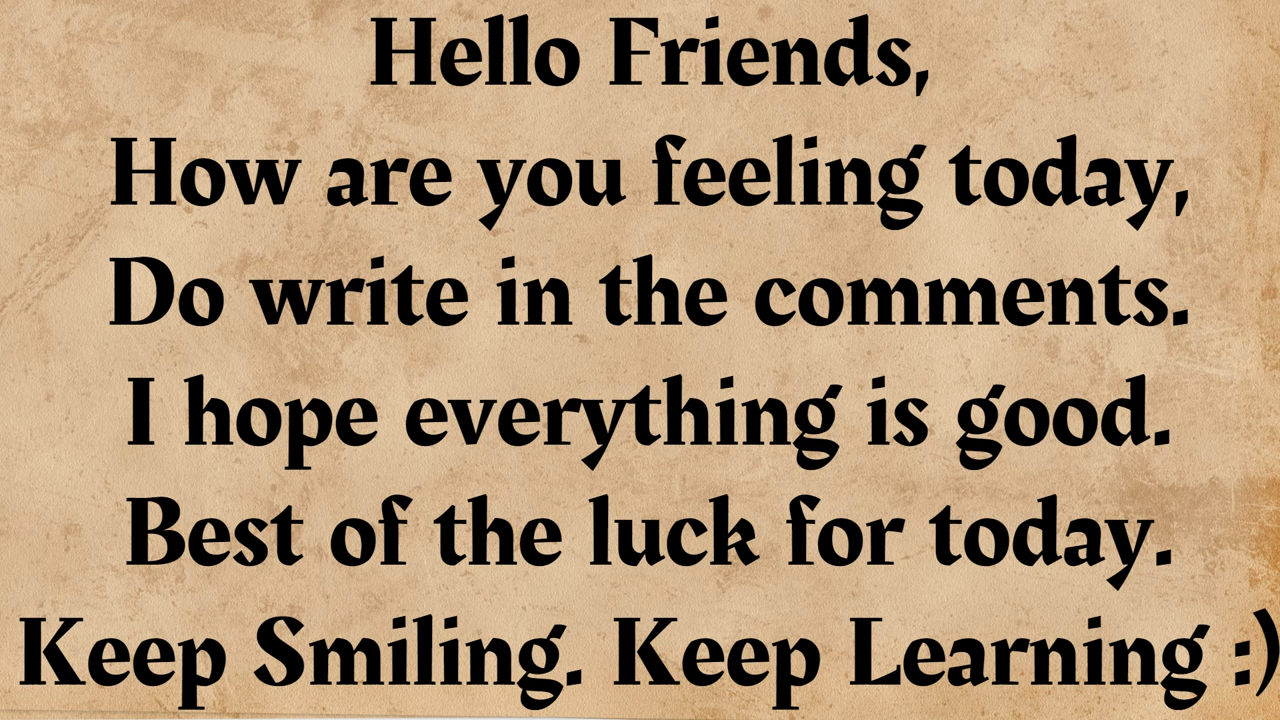 Hello Friends,
How are you feeling today,
Do write in the comments.
I hope everything is good.
Best of the luck for today.
Keep Smiling. Keep Learning :)